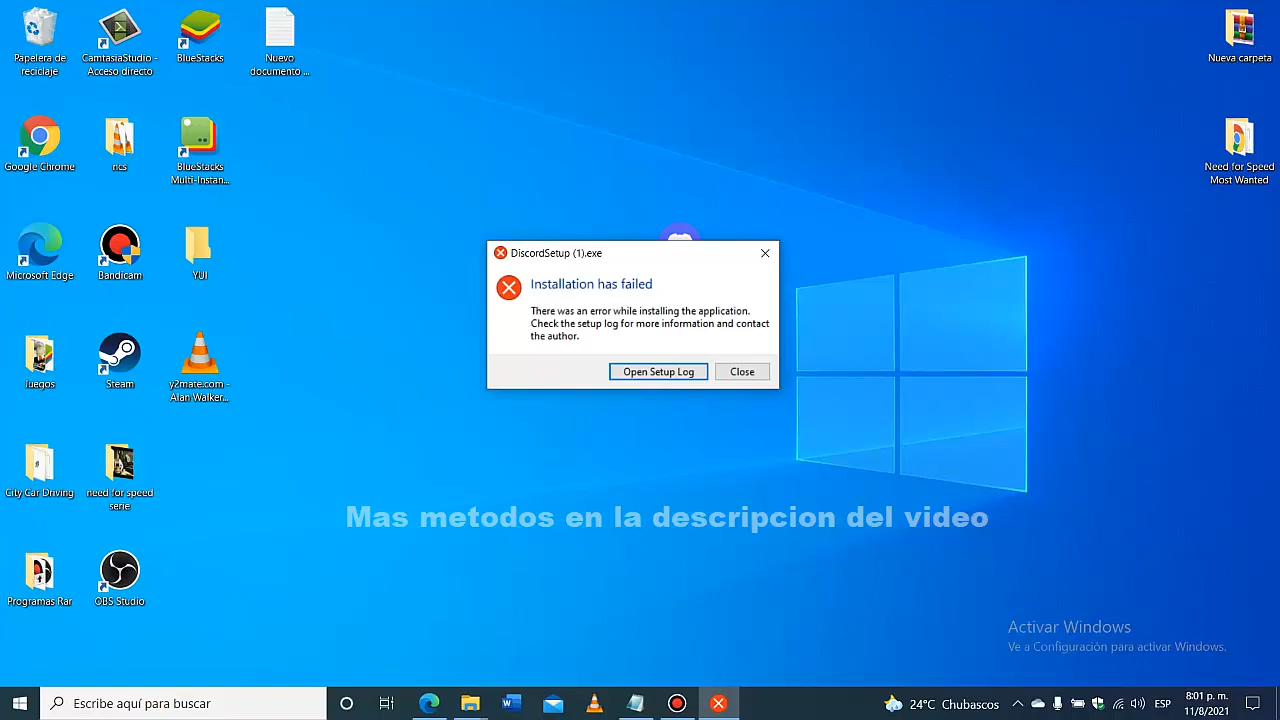 Papelera de
reciclaje
CamtasiaStudio -
Acceso directo
BlueStacks
Nuevo
documento ...
Nueva carpeta
Google Chrome
ncs
BlueStacks
Multi-Instan...
Need for Speed
Most Wanted
Microsoft Edge
Bandicam
YUI
DiscordSetup (1).exe
Installation has failed
There was an error while installing the application.
Check the setup log for more information and contact
the author.
Open Setup Log
Close
Juegos
Steam
y2mate.com -
Alan Walker...
City Car Driving
need for speed
serie
Mas metodos en la descripcion del video
Programas Rar
OBS Studio
Activar Windows
Ve a Configuración para activar Windows.
Escribe aquí para buscar
24°C Chubascos
ESP
8:01 p. m.
11/8/2021